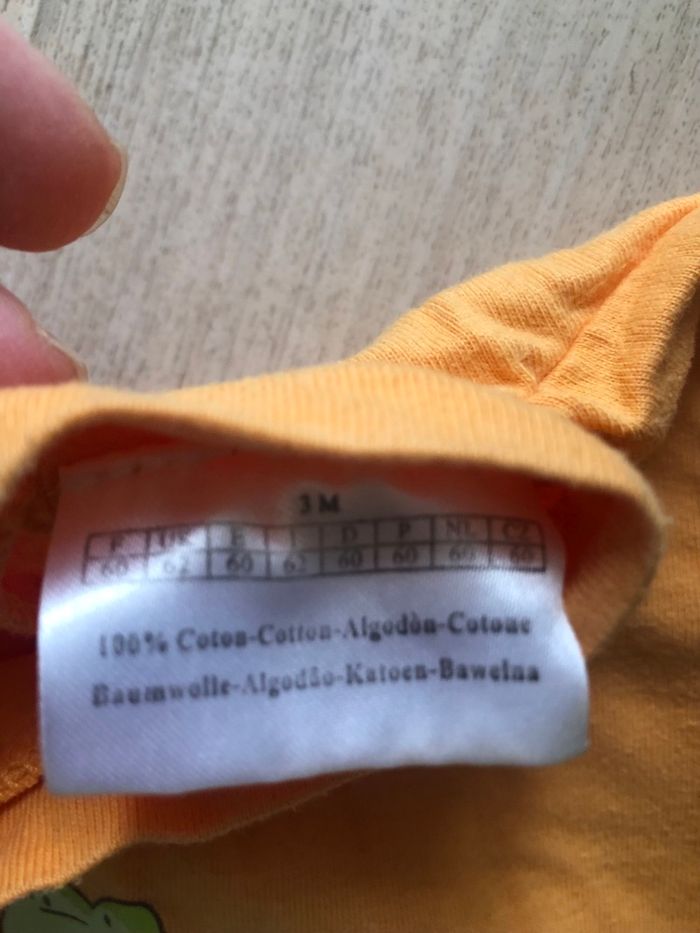 3 M
F UK E I D P NL CZ
60 62 60 62 60 60 60 60
100% Coton-Cotton-Algodòn-Cotone
Baumwolle-Algodão-Katoen-Bawelna